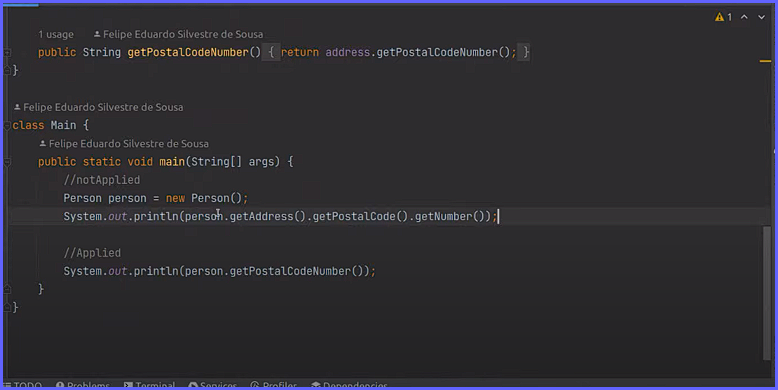 1
1 usage Felipe Eduardo Silvestre de Sousa
public String getPostalCodeNumber() { return address.getPostalCodeNumber(); }
}
Felipe Eduardo Silvestre de Sousa
class Main {
Felipe Eduardo Silvestre de Sousa
public static void main(String[] args) {
//notApplied
Person person = new Person();
System.out.println(person.getAddress().getPostalCode().getNumber());
//Applied
System.out.println(person.getPostalCodeNumber());
}
}
TODO Problems Terminal Services Profiler Dependencies